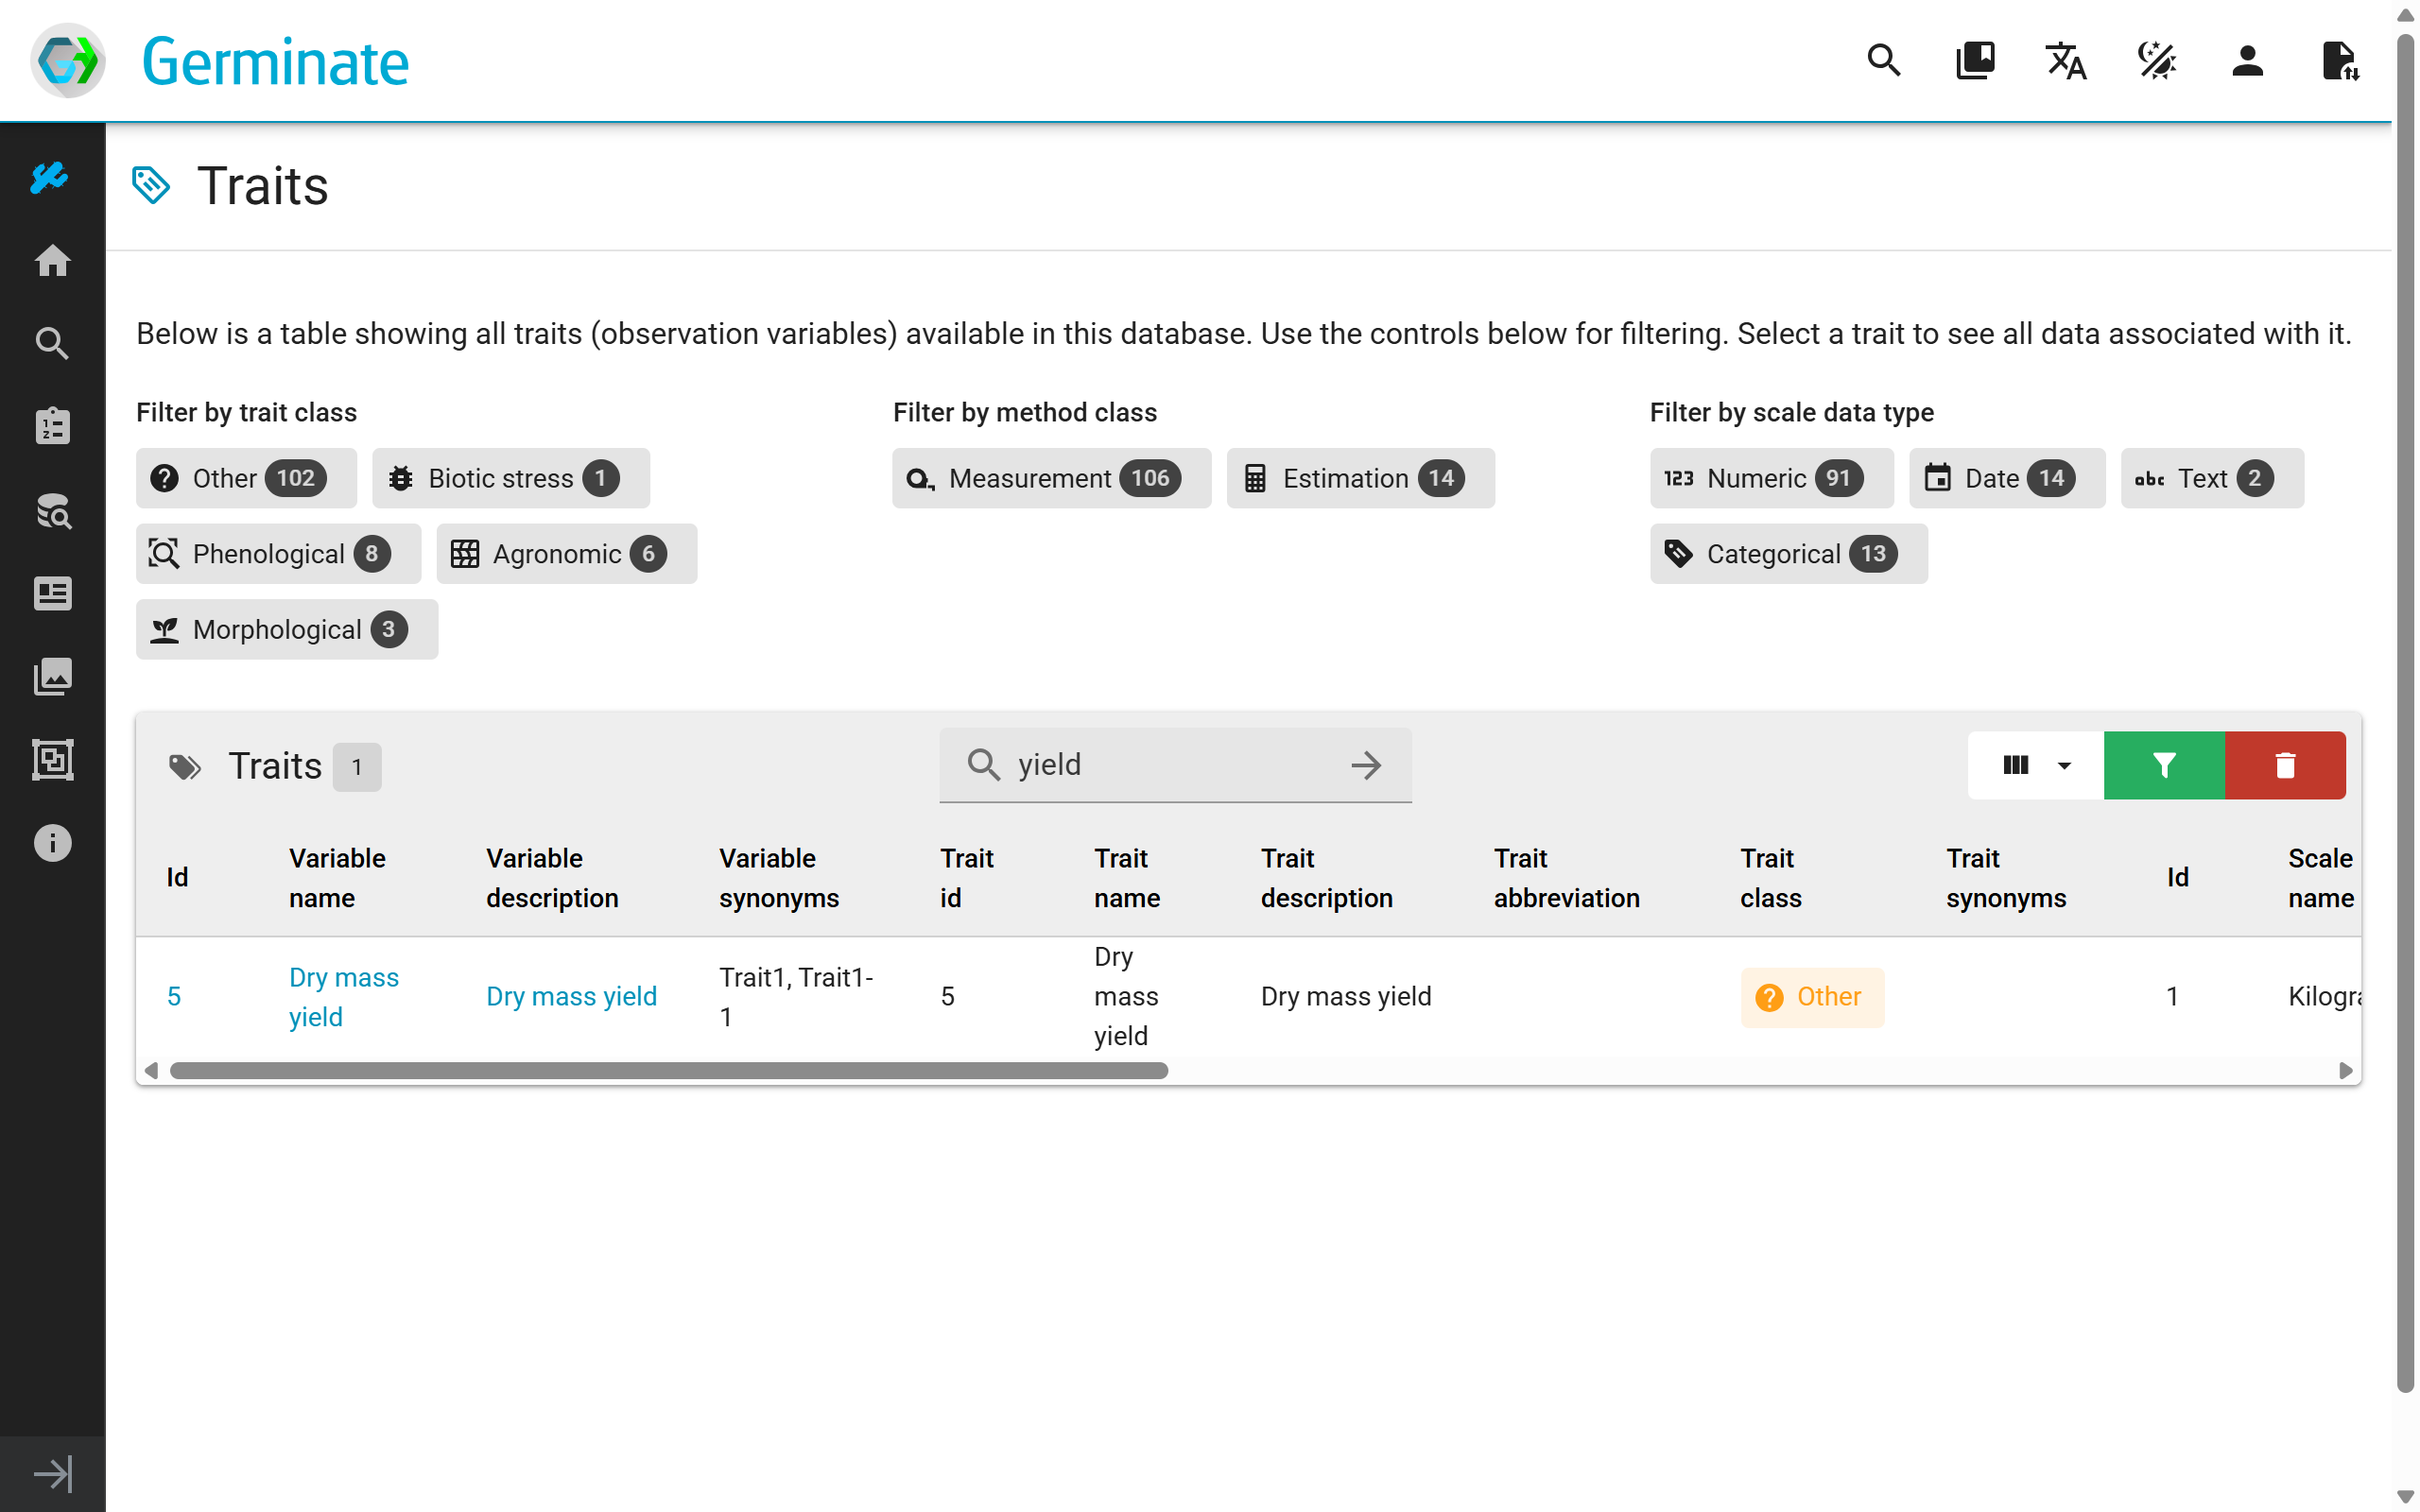 Germinate
Traits
Below is a table showing all traits (observation variables) available in this database. Use the controls below for filtering. Select a trait to see all data associated with it.
Filter by trait class
Other 102
Biotic stress 1
Phenological 8
Agronomic 6
Morphological 3
Filter by method class
Measurement 106
Estimation 14
Filter by scale data type
123 Numeric 91
Date 14
abc Text 2
Categorical 13
Traits 1
yield
Id
Variable name
Variable description
Variable synonyms
Trait id
Trait name
Trait description
Trait abbreviation
Trait class
Trait synonyms
Id
Scale name
5
Dry mass yield
Dry mass yield
Trait1, Trait1-1
5
Dry mass yield
Dry mass yield
Other
1